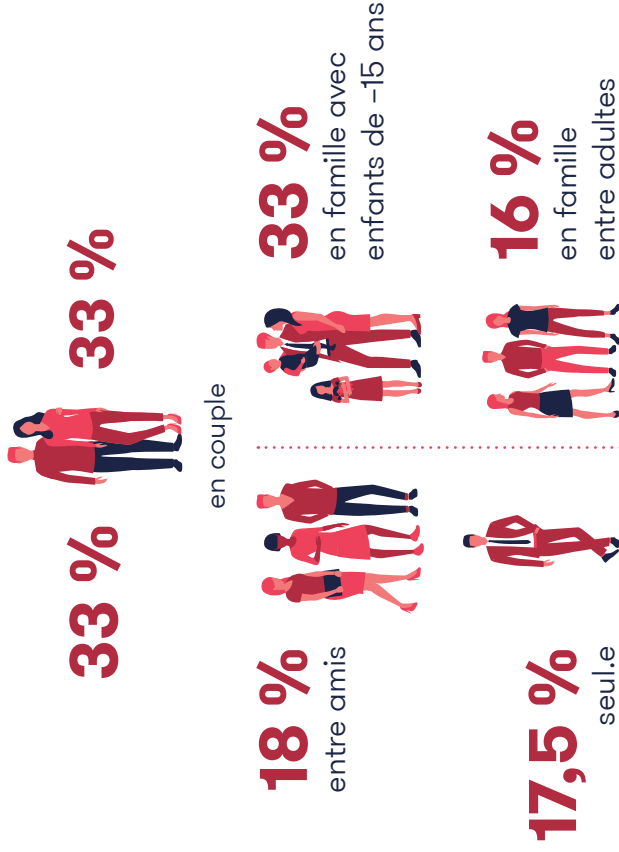 33 %
33 %
en couple
18 %
entre amis
33 %
en famille avec
enfants de -15 ans
17,5 %
seul.e
16 %
en famille
entre adultes